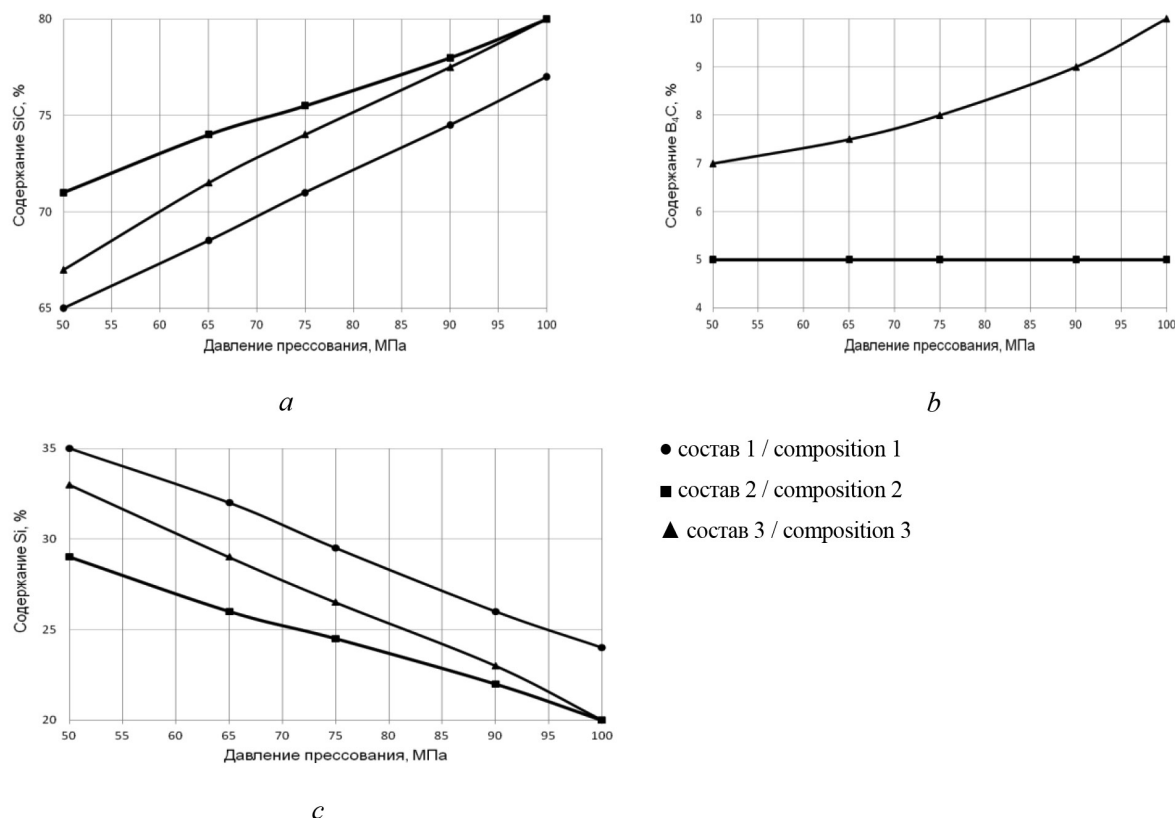 80
75
70
65
Содержание SiC, %
50 55 60 65 70 75 80 85 90 95 100
Давление прессования, МПа
a
10
9
8
7
6
5
4
Содержание B₄C, %
50 55 60 65 70 75 80 85 90 95 100
Давление прессования, МПа
b
35
30
25
20
Содержание Si, %
50 55 60 65 70 75 80 85 90 95 100
Давление прессования, МПа
c
● состав 1 / composition 1
■ состав 2 / composition 2
▲ состав 3 / composition 3